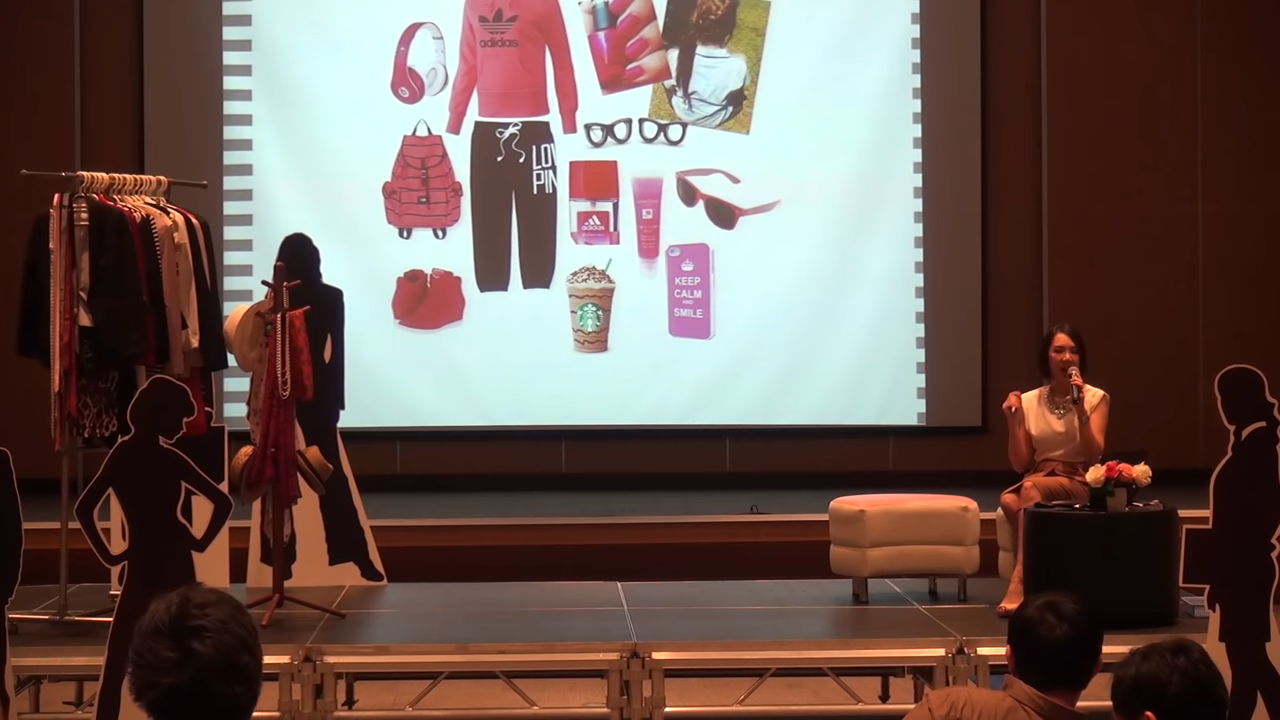 adidas
LOV
PIN
adidas
KEEP
CALM
AND
SMILE